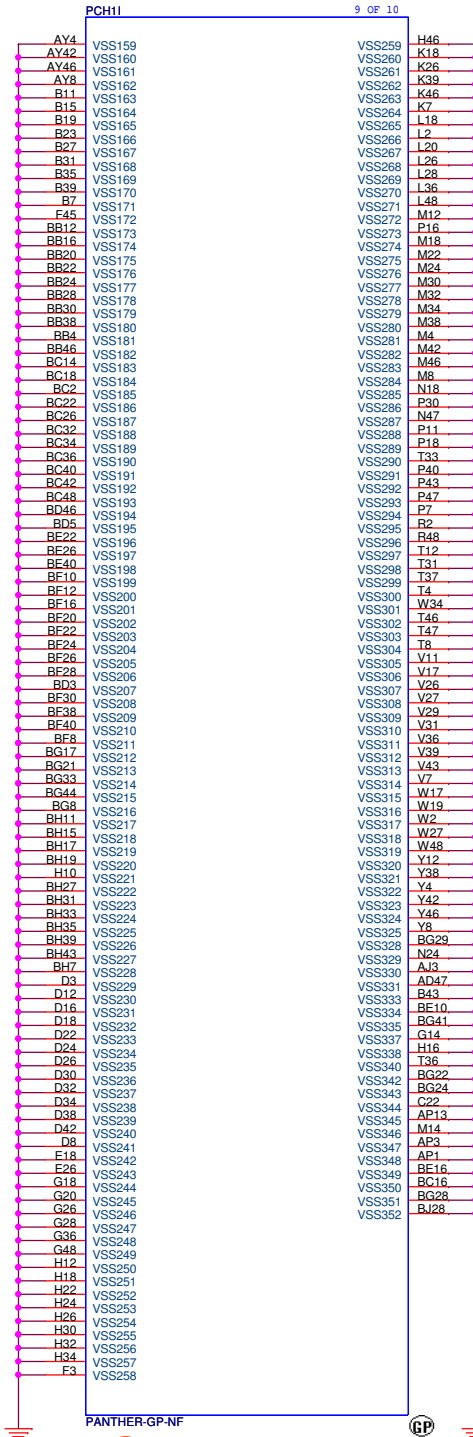 PCH1I 9 OF 10
AY4 VSS159 VSS259 H46
AY42 VSS160 VSS260 K18
AY46 VSS161 VSS261 K26
AY8 VSS162 VSS262 K39
B11 VSS163 VSS263 K46
B15 VSS164 VSS264 K7
B19 VSS165 VSS265 L18
B23 VSS166 VSS266 L2
B27 VSS167 VSS267 L20
B31 VSS168 VSS268 L26
B35 VSS169 VSS269 L28
B39 VSS170 VSS270 L36
B7 VSS171 VSS271 L48
F45 VSS172 VSS272 M12
BB12 VSS173 VSS273 P16
BB16 VSS174 VSS274 M18
BB20 VSS175 VSS275 M22
BB22 VSS176 VSS276 M24
BB24 VSS177 VSS277 M30
BB28 VSS178 VSS278 M32
BB30 VSS179 VSS279 M34
BB38 VSS180 VSS280 M38
BB4 VSS181 VSS281 M4
BB46 VSS182 VSS282 M42
BC14 VSS183 VSS283 M46
BC18 VSS184 VSS284 M8
BC2 VSS185 VSS285 N18
BC22 VSS186 VSS286 P30
BC26 VSS187 VSS287 N47
BC32 VSS188 VSS288 P11
BC34 VSS189 VSS289 P18
BC36 VSS190 VSS290 T33
BC40 VSS191 VSS291 P40
BC42 VSS192 VSS292 P43
BC48 VSS193 VSS293 P47
BD46 VSS194 VSS294 P7
BD5 VSS195 VSS295 R2
BE22 VSS196 VSS296 R48
BE26 VSS197 VSS297 T12
BE40 VSS198 VSS298 T31
BF10 VSS199 VSS299 T37
BF12 VSS200 VSS300 T4
BF16 VSS201 VSS301 W34
BF20 VSS202 VSS302 T46
BF22 VSS203 VSS303 T47
BF24 VSS204 VSS304 T8
BF26 VSS205 VSS305 V11
BF28 VSS206 VSS306 V17
BD3 VSS207 VSS307 V26
BF30 VSS208 VSS308 V27
BF38 VSS209 VSS309 V29
BF40 VSS210 VSS310 V31
BF8 VSS211 VSS311 V36
BG17 VSS212 VSS312 V39
BG21 VSS213 VSS313 V43
BG33 VSS214 VSS314 V7
BG44 VSS215 VSS315 W17
BG8 VSS216 VSS316 W19
BH11 VSS217 VSS317 W2
BH15 VSS218 VSS318 W27
BH17 VSS219 VSS319 W48
BH19 VSS220 VSS320 Y12
H10 VSS221 VSS321 Y38
BH27 VSS222 VSS322 Y4
BH31 VSS223 VSS323 Y42
BH33 VSS224 VSS324 Y46
BH35 VSS225 VSS325 Y8
BH39 VSS226 VSS328 BG29
BH43 VSS227 VSS329 N24
BH7 VSS228 VSS330 AJ3
D3 VSS229 VSS331 AD47
D12 VSS230 VSS333 B43
D16 VSS231 VSS334 BE10
D18 VSS232 VSS335 BG41
D22 VSS233 VSS337 G14
D24 VSS234 VSS338 H16
D26 VSS235 VSS340 T36
D30 VSS236 VSS342 BG22
D32 VSS237 VSS343 BG24
D34 VSS238 VSS344 C22
D38 VSS239 VSS345 AP13
D42 VSS240 VSS346 M14
D8 VSS241 VSS347 AP3
E18 VSS242 VSS348 AP1
E26 VSS243 VSS349 BE16
G18 VSS244 VSS350 BC16
G20 VSS245 VSS351 BG28
G26 VSS246 VSS352 BJ28
G28 VSS247
G36 VSS248
G48 VSS249
H12 VSS250
H18 VSS251
H22 VSS252
H24 VSS253
H26 VSS254
H30 VSS255
H32 VSS256
H34 VSS257
F3 VSS258
PANTHER-GP-NF GP